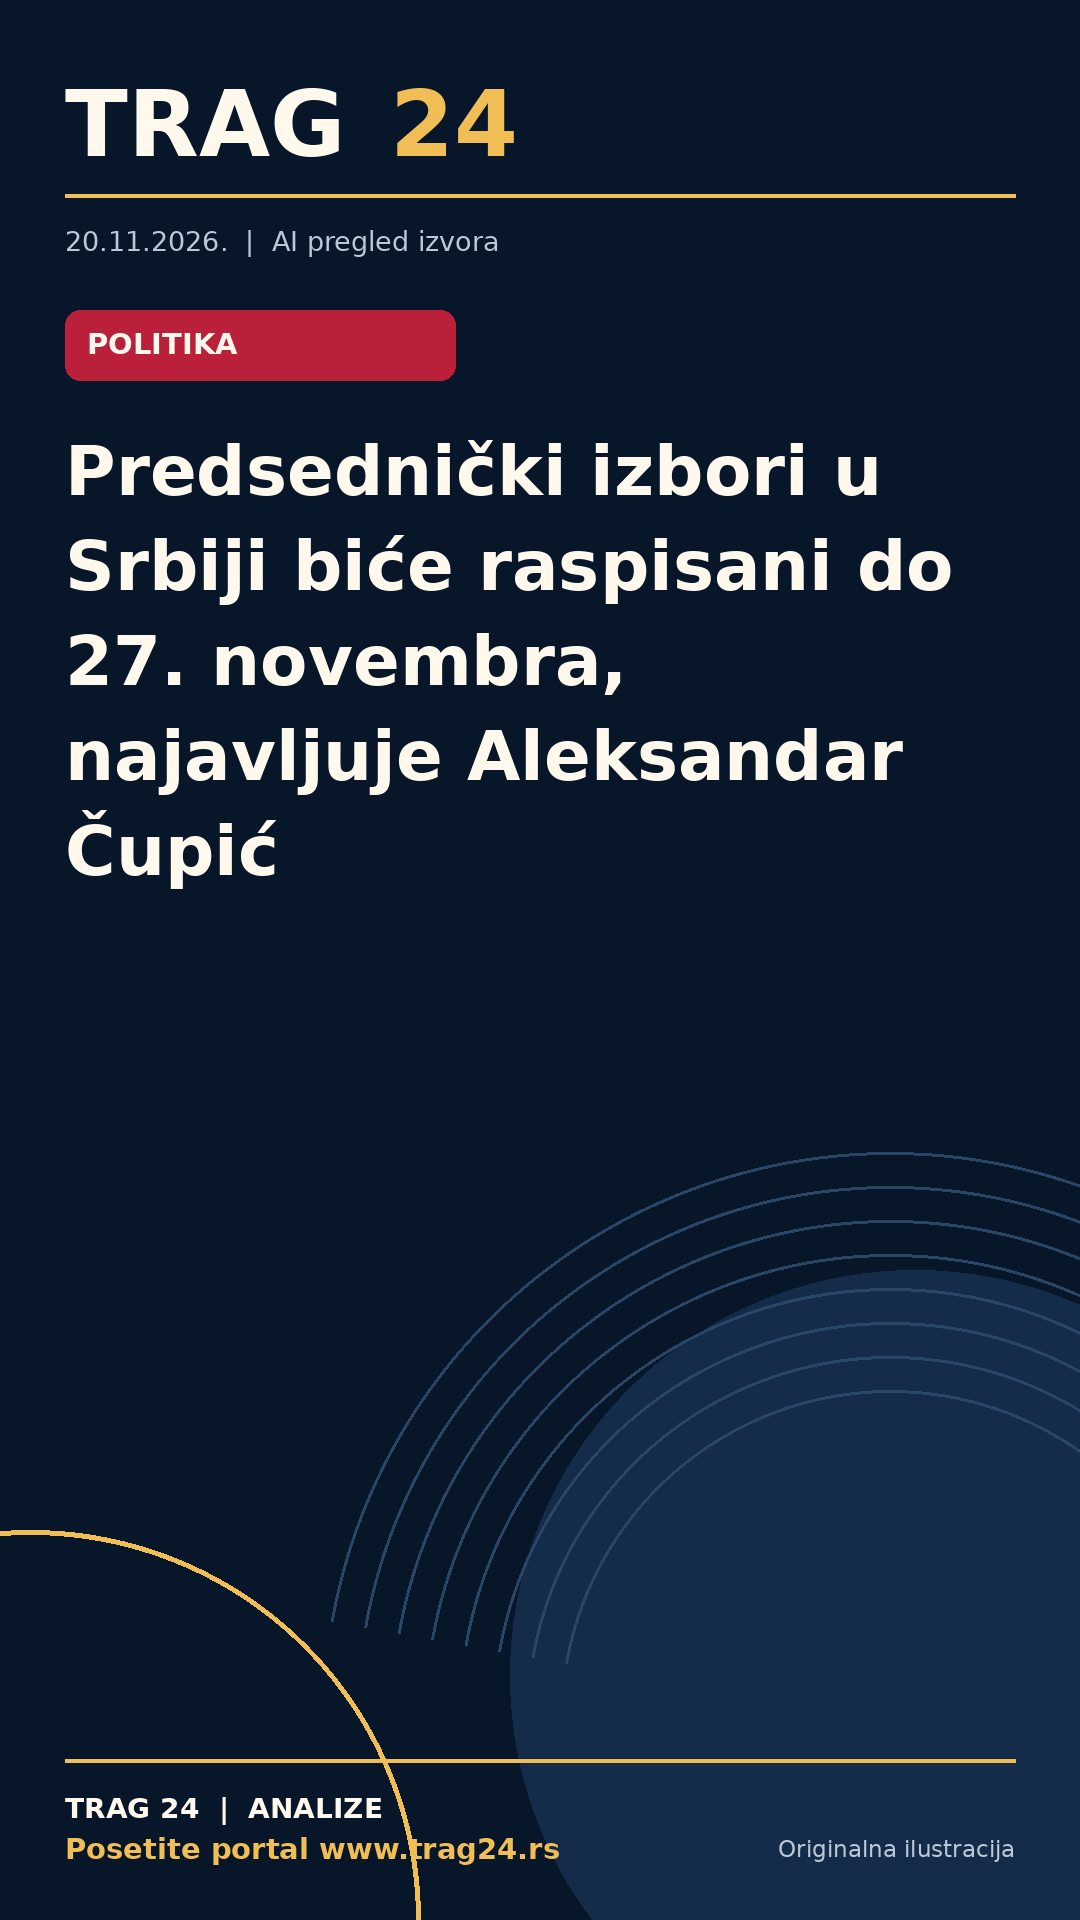 TRAG 24
20.11.2026. | AI pregled izvora
POLITIKA
Predsednički izbori u
Srbiji biće raspisani do
27. novembra,
najavljuje Aleksandar
Čupić
TRAG 24 | ANALIZE
Posetite portal www.trag24.rs
Originalna ilustracija